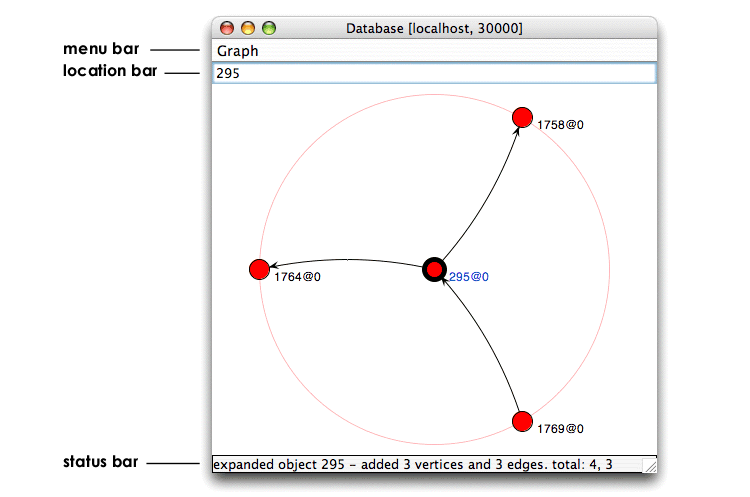 Database [localhost, 30000]
menu bar
Graph
location bar
295
1758@0
1764@0
295@0
1769@0
status bar
expanded object 295 – added 3 vertices and 3 edges. total: 4, 3